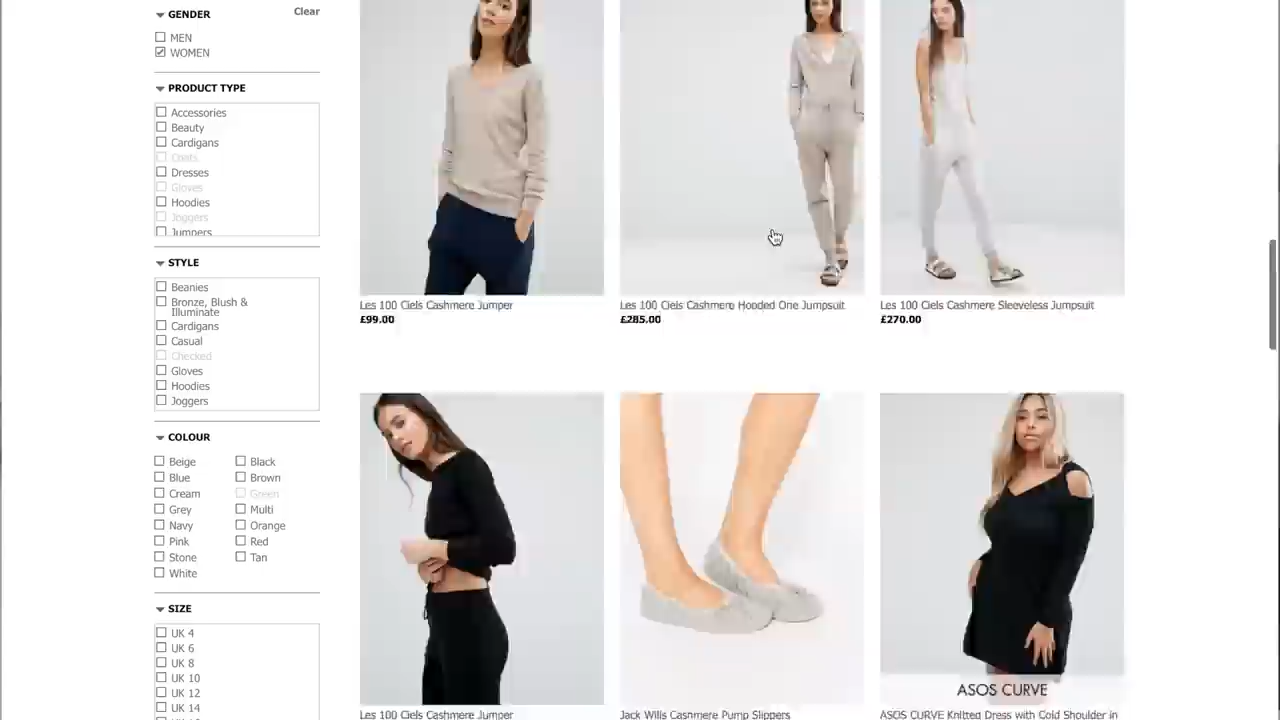 GENDER
Clear
MEN
WOMEN
PRODUCT TYPE
Accessories
Beauty
Cardigans
Coats
Dresses
Gloves
Hoodies
Joggers
Jumpers
STYLE
Beanies
Bronze, Blush &
Illuminate
Cardigans
Casual
Checked
Gloves
Hoodies
Joggers
COLOUR
Beige
Black
Blue
Brown
Cream
Green
Grey
Multi
Navy
Orange
Pink
Red
Stone
Tan
White
SIZE
UK 4
UK 6
UK 8
UK 10
UK 12
UK 14
Les 100 Ciels Cashmere Jumper
£99.00
Les 100 Ciels Cashmere Hooded One Jumpsuit
£285.00
Les 100 Ciels Cashmere Sleeveless Jumpsuit
£270.00
Les 100 Ciels Cashmere Jumper
Jack Wills Cashmere Pump Slippers
ASOS CURVE
ASOS CURVE Knitted Dress with Cold Shoulder in